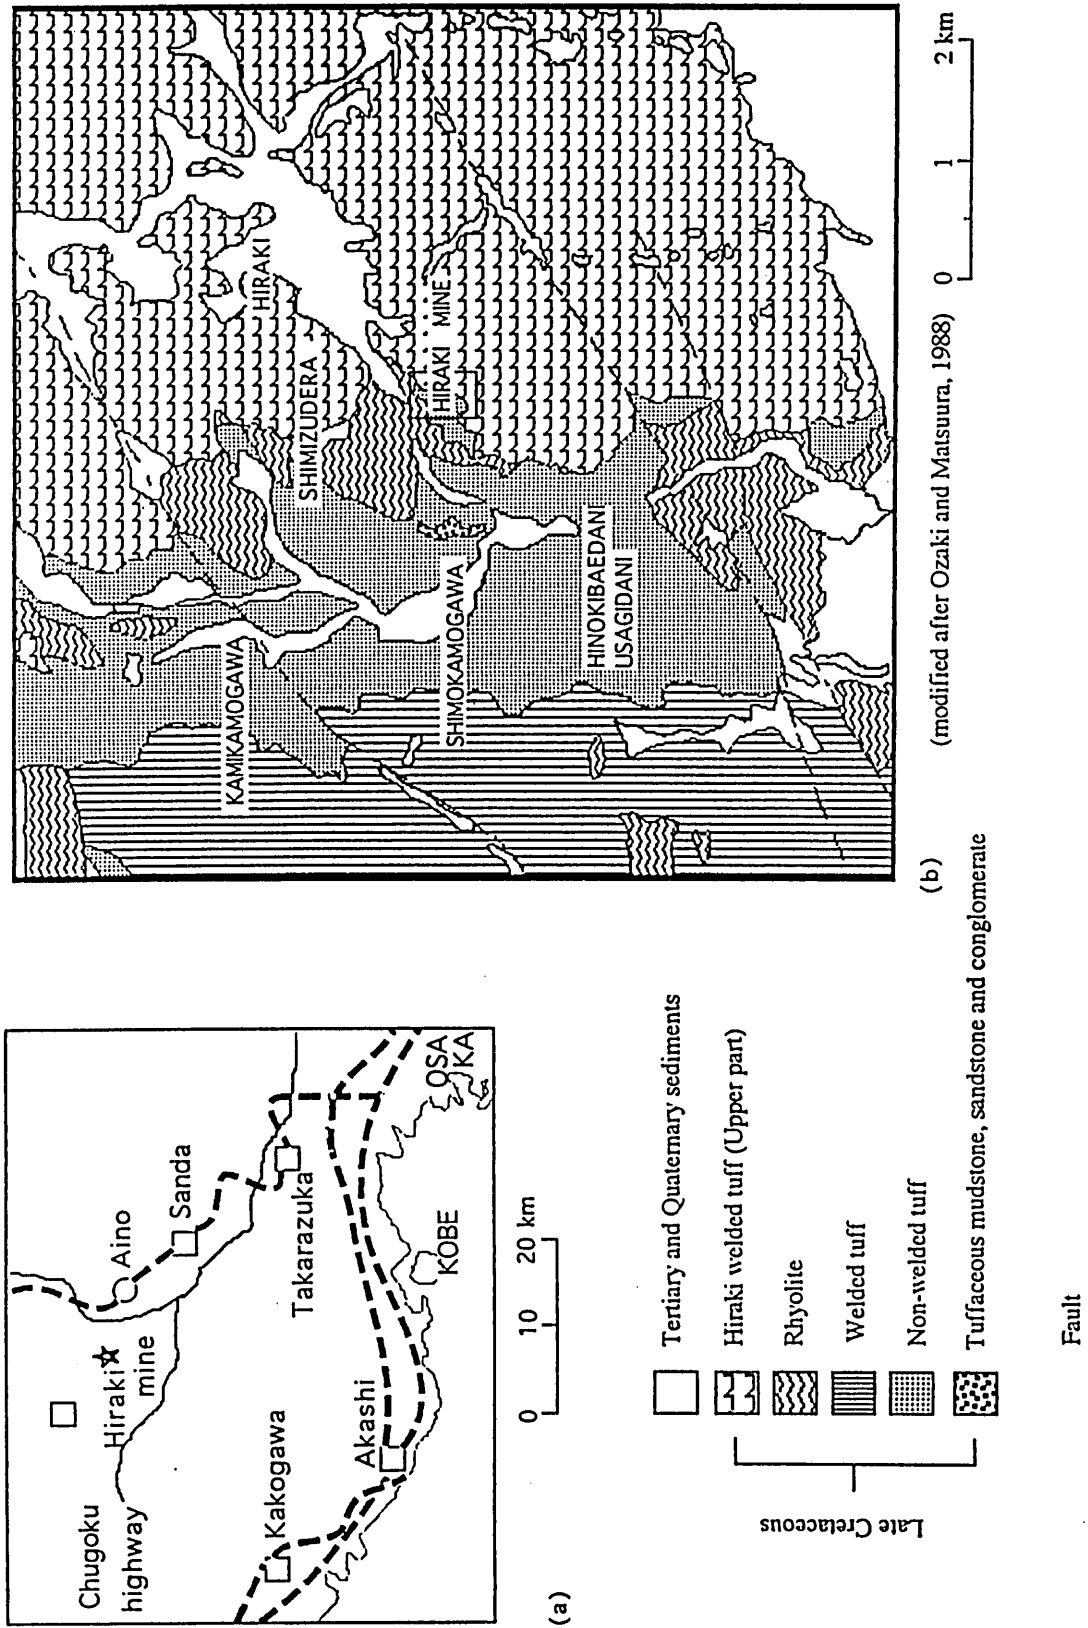 Chugoku
highway
Hiraki
mine
Aino
Sanda
Takarazuka
Kakogawa
Akashi
KOBE
OSA
KA
0
10
20 km
(a)
KAMIKAMOGAWA
SHIMOKAMOGAWA
SHIMIZUDERA
HIRAKI
HIRAKI MINE
HINOKIBAEDANI
USAGIDANI
(b)
(modified after Ozaki and Matsuura, 1988)
0
1
2 km
Late Cretaceous
Tertiary and Quaternary sediments
Hiraki welded tuff (Upper part)
Rhyolite
Welded tuff
Non-welded tuff
Tuffaceous mudstone, sandstone and conglomerate
Fault